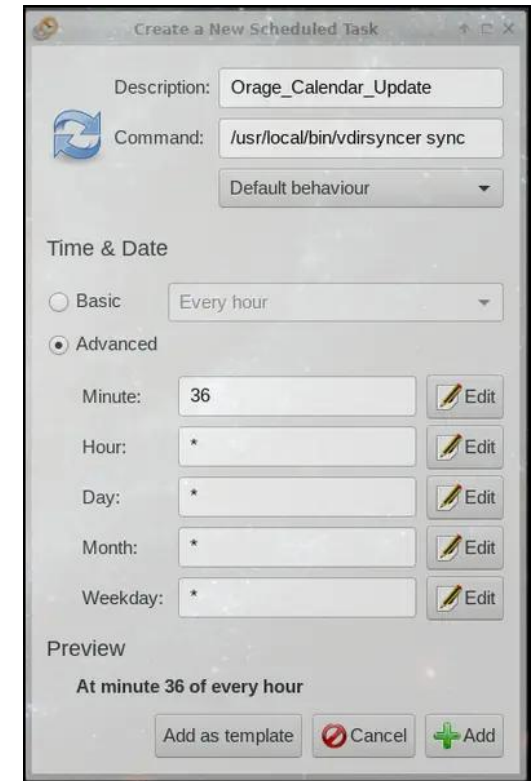 Create a New Scheduled Task
Description: Orage_Calendar_Update
Command: /usr/local/bin/vdirsyncer sync
Default behaviour
Time & Date
Basic Every hour
Advanced
Minute: 36 Edit
Hour: * Edit
Day: * Edit
Month: * Edit
Weekday: * Edit
Preview
At minute 36 of every hour
Add as template Cancel Add